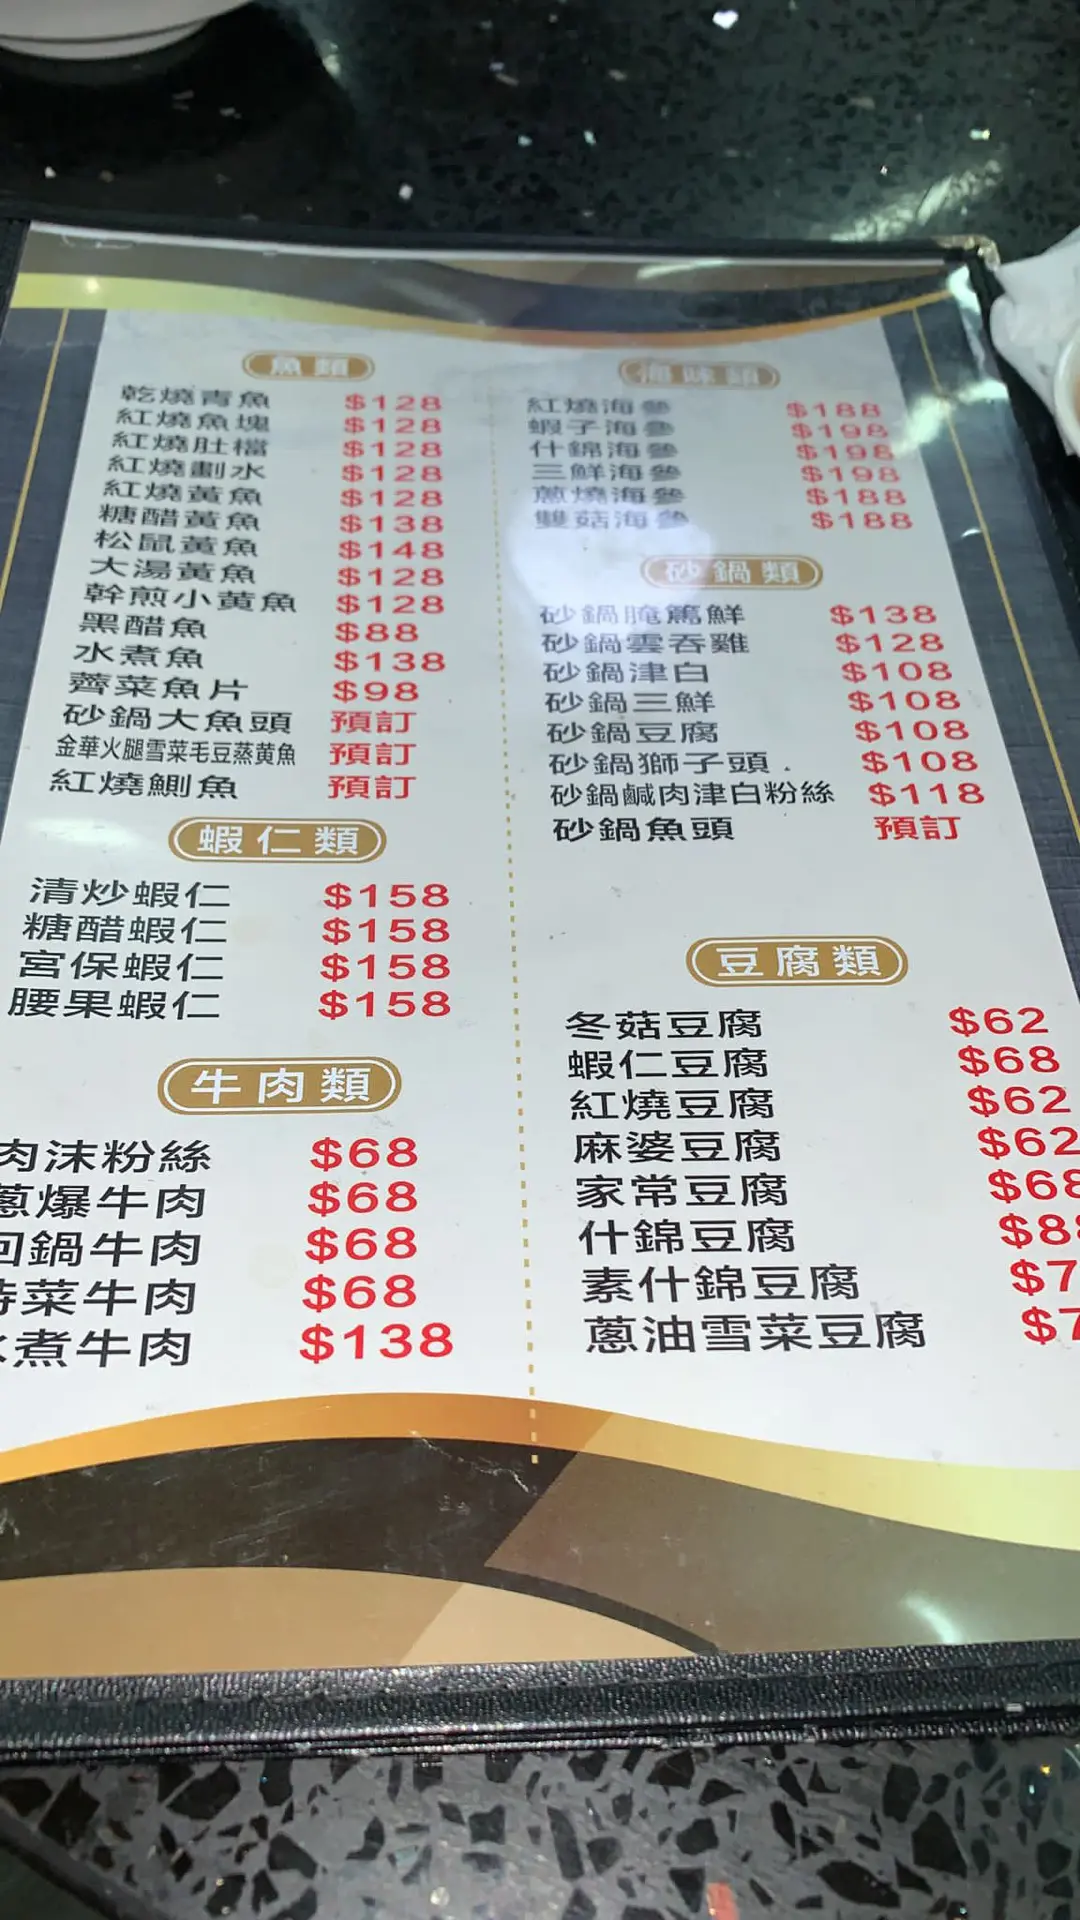 魚類
乾燒青魚 $128
紅燒魚塊 $128
紅燒肚檔 $128
紅燒劃水 $128
紅燒黃魚 $128
糖醋黃魚 $138
松鼠黃魚 $148
大湯黃魚 $128
幹煎小黃魚 $128
黑醋魚 $88
水煮魚 $138
薺菜魚片 $98
砂鍋大魚頭 預訂
金華火腿雪菜毛豆蒸黄魚 預訂
紅燒鰂魚 預訂
蝦仁類
清炒蝦仁 $158
糖醋蝦仁 $158
宮保蝦仁 $158
腰果蝦仁 $158
牛肉類
肉沫粉絲 $68
蔥爆牛肉 $68
回鍋牛肉 $68
菜牛肉 $68
煮牛肉 $138
海味類
紅燒海參 $188
蝦子海參 $198
什錦海參 $198
三鮮海參 $198
蔥燒海參 $188
雙菇海參 $188
砂鍋類
砂鍋腌篤鮮 $138
砂鍋雲吞雞 $128
砂鍋津白 $108
砂鍋三鮮 $108
砂鍋豆腐 $108
砂鍋獅子頭 $108
砂鍋鹹肉津白粉絲 $118
砂鍋魚頭 預訂
豆腐類
冬菇豆腐 $62
蝦仁豆腐 $68
紅燒豆腐 $62
麻婆豆腐 $62
家常豆腐 $68
什錦豆腐 $8
素什錦豆腐 $7
蔥油雪菜豆腐 $7